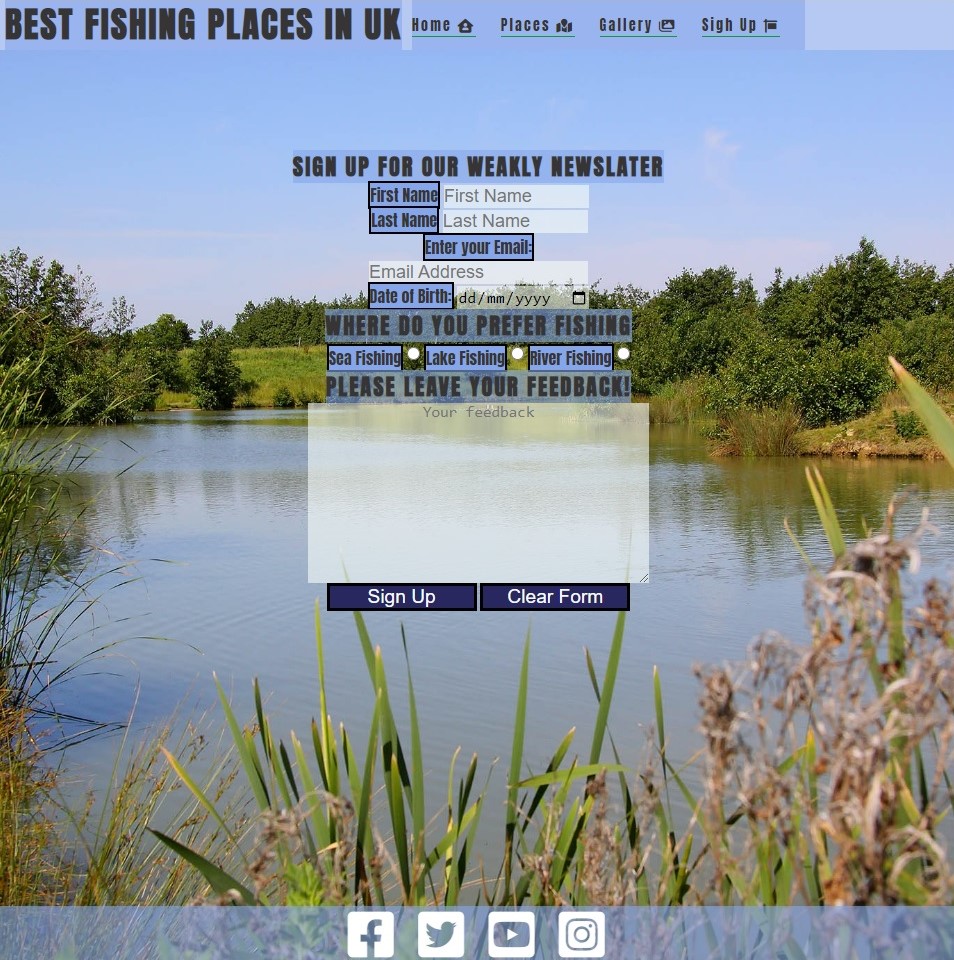 BEST FISHING PLACES IN UK Home Places Gallery Sigh Up
SIGN UP FOR OUR WEAKLY NEWSLATER
First Name First Name
Last Name Last Name
Enter your Email:
Email Address
Date of Birth: dd/mm/yyyy
WHERE DO YOU PREFER FISHING
Sea Fishing Lake Fishing River Fishing
PLEASE LEAVE YOUR FEEDBACK!
Your feedback
Sign Up Clear Form